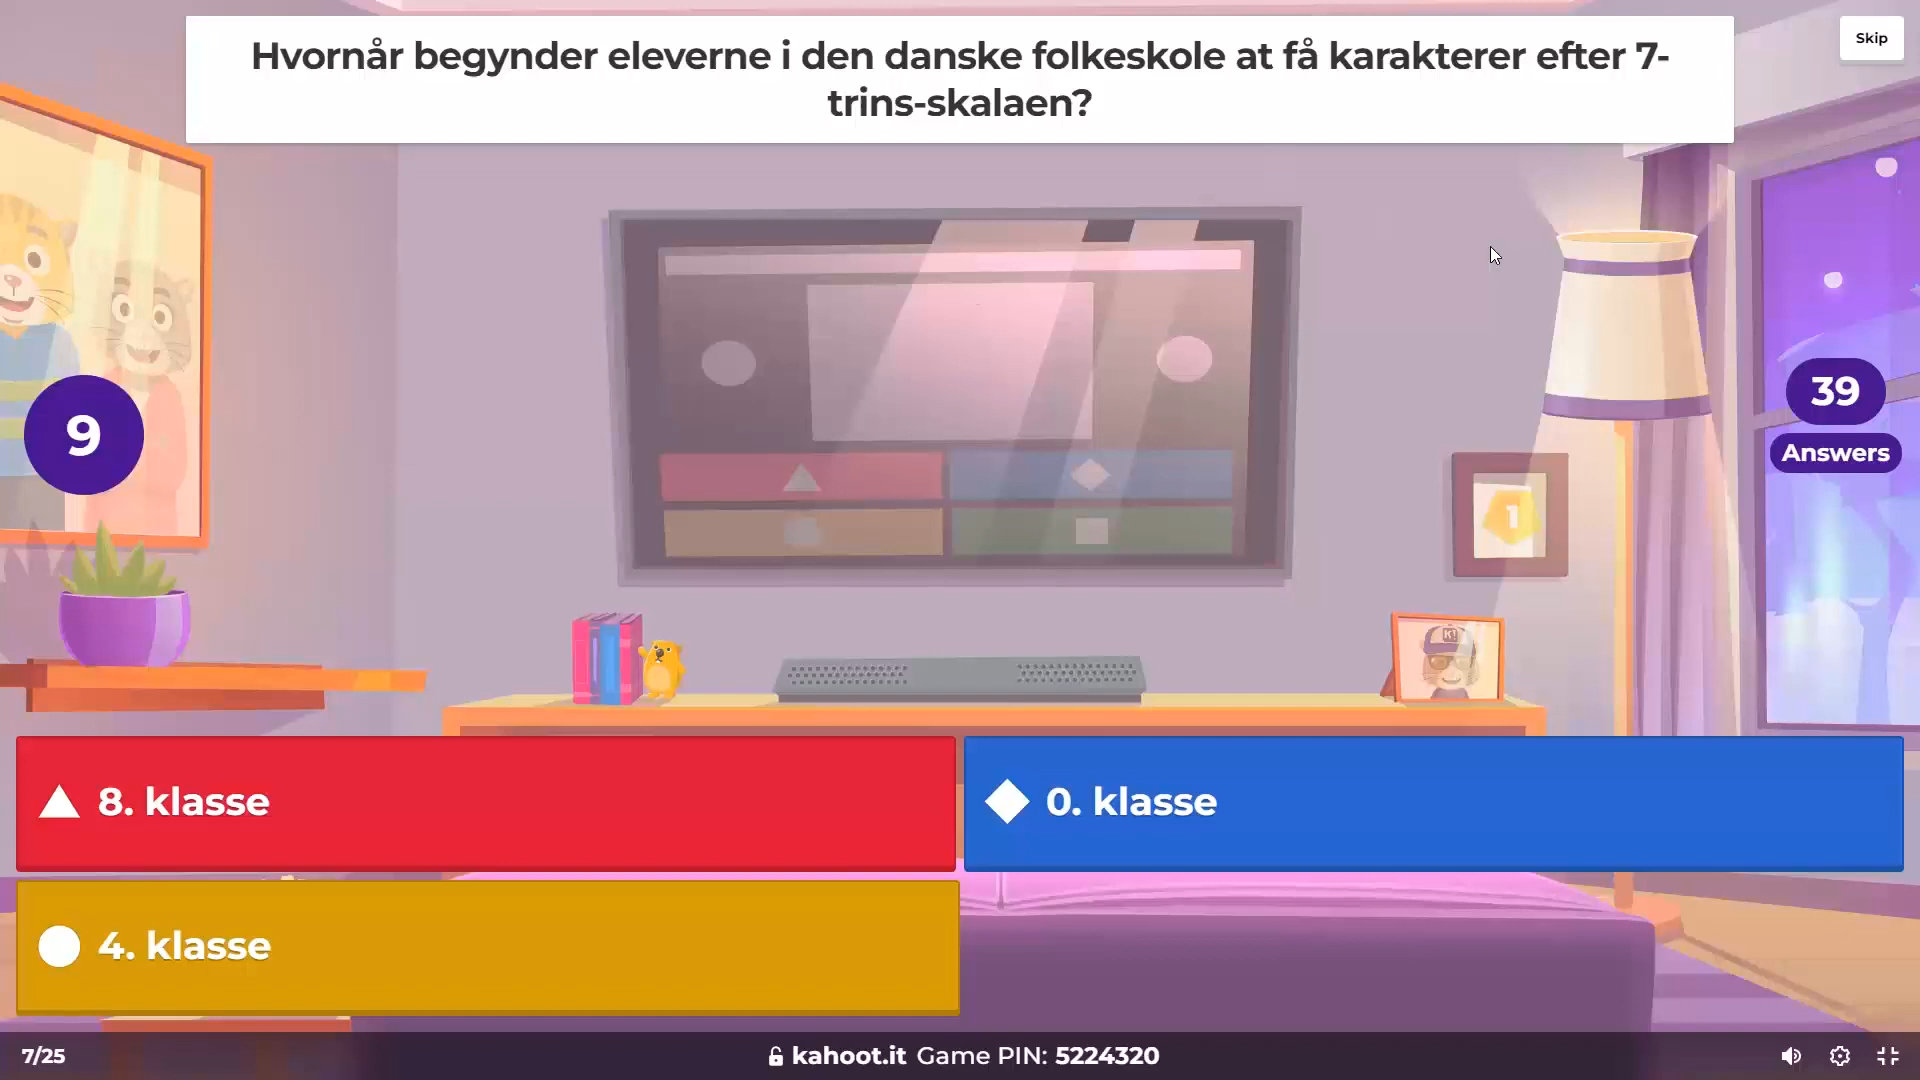 Hvornår begynder eleverne i den danske folkeskole at få karakterer efter 7-
trins-skalaen?
Skip
9
39
Answers
1
K!
8. klasse
0. klasse
4. klasse
7/25
kahoot.it Game PIN: 5224320